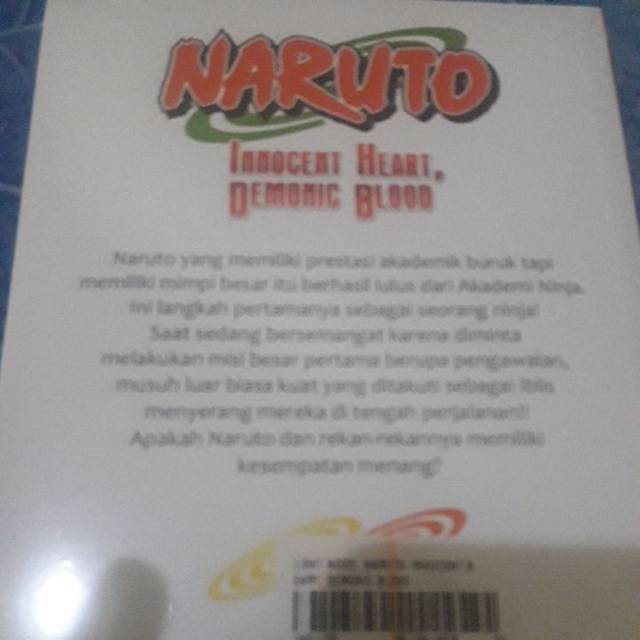 NARUTO
INNOCENT HEART,
DEMONIC BLOOD
Naruto yang memiliki prestasi akademik buruk tapi
memiliki mimpi besar itu berhasil lulus dari Akademi Ninja.
Ini langkah pertamanya sebagai seorang ninja!
Saat sedang bersemangat karena diminta
melakukan misi besar pertama berupa pengawalan,
musuh luar biasa kuat yang ditakuti sebagai iblis
menyerang mereka di tengah perjalanan!!
Apakah Naruto dan rekan-rekannya memiliki
kesempatan menang?